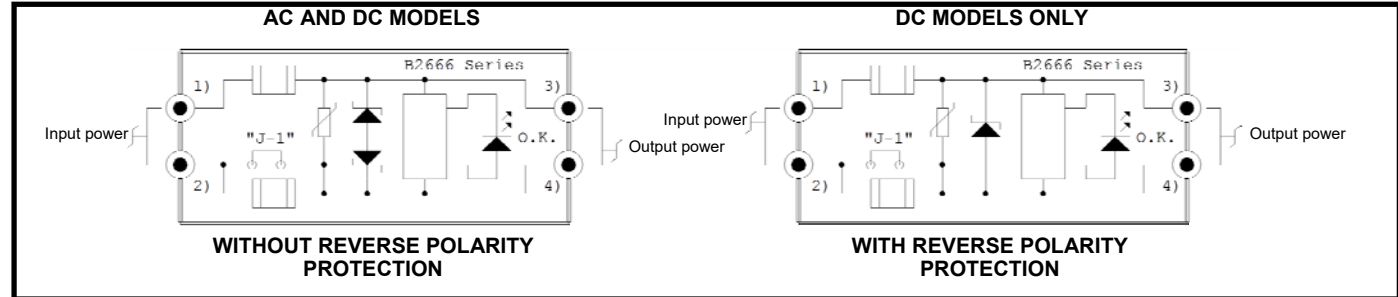 AC AND DC MODELS
B2666 Series
1)
3)
Input power
"J-1"
O.K.
Output power
2)
4)
WITHOUT REVERSE POLARITY
PROTECTION
DC MODELS ONLY
B2666 Series
1)
3)
Input power
"J-1"
O.K.
Output power
2)
4)
WITH REVERSE POLARITY
PROTECTION